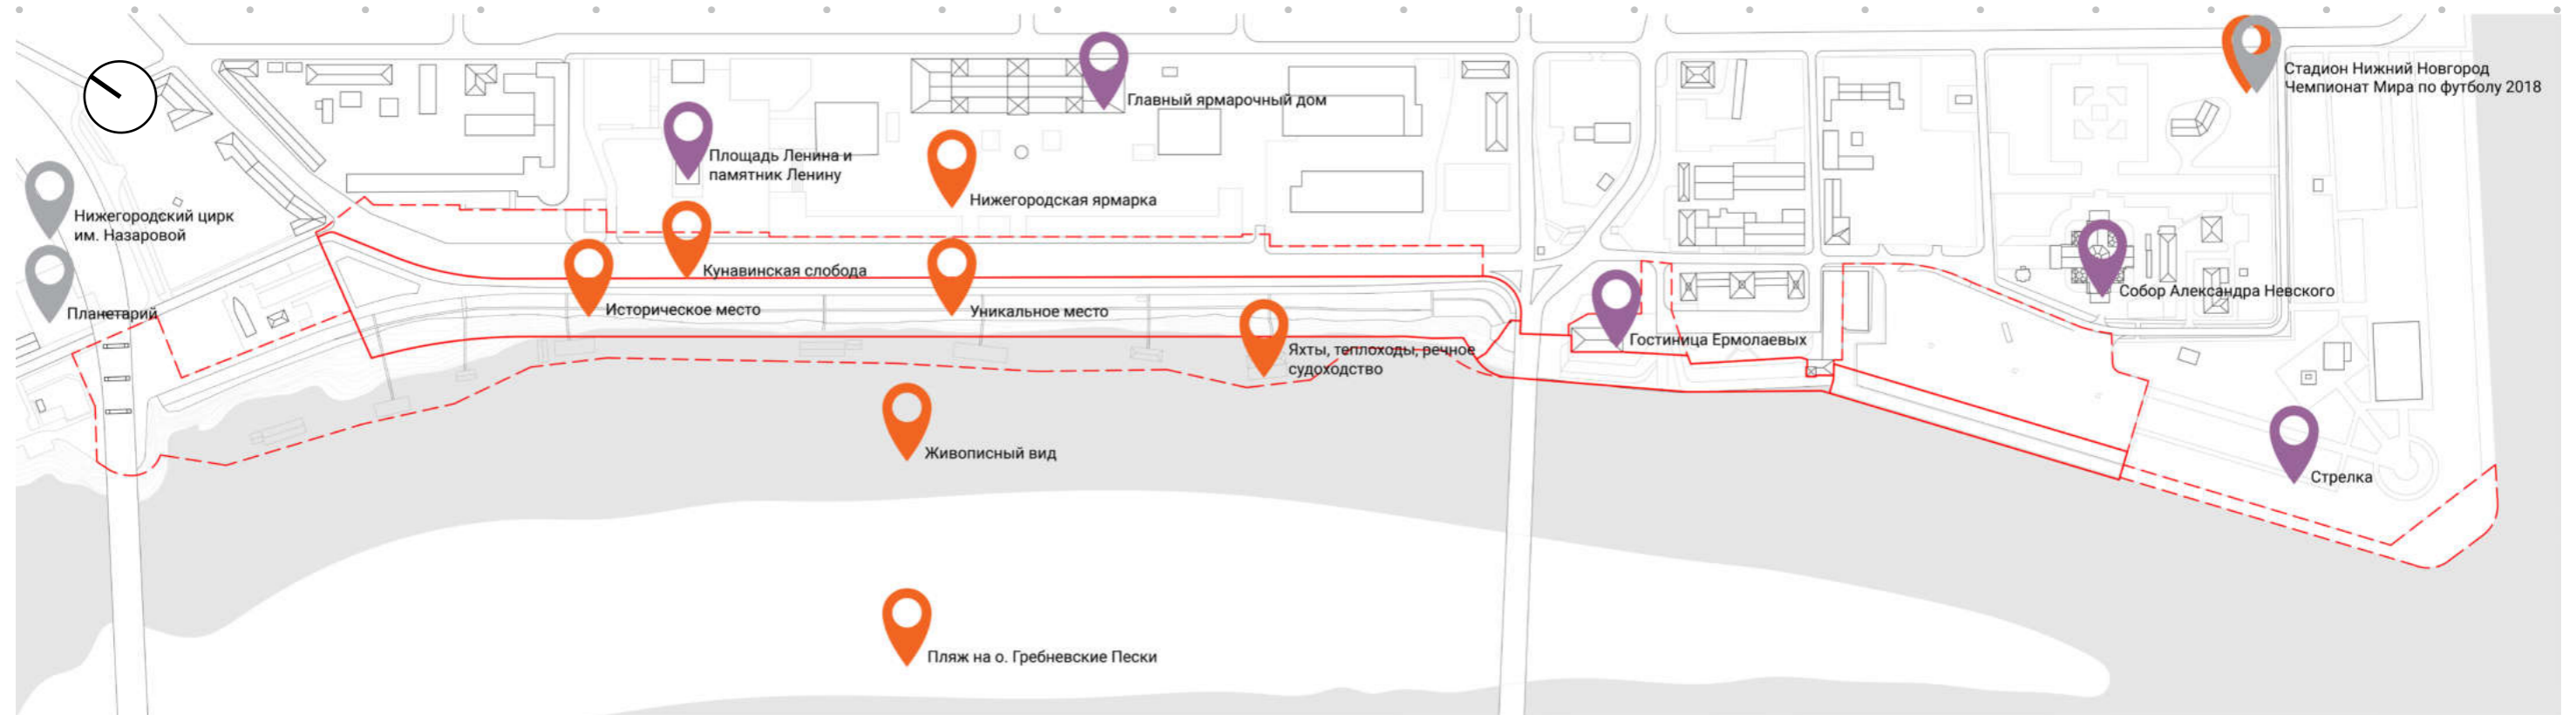 Стадион Нижний Новгород
Чемпионат Мира по футболу 2018
Главный ярмарочный дом
Площадь Ленина и
памятник Ленину
Нижегородская ярмарка
Нижегородский цирк
им. Назаровой
Кунавинская слобода
Собор Александра Невского
Планетарий
Историческое место
Уникальное место
Гостиница Ермолаевых
Яхты, теплоходы, речное
судоходство
Живописный вид
Стрелка
Пляж на о. Гребневские Пески